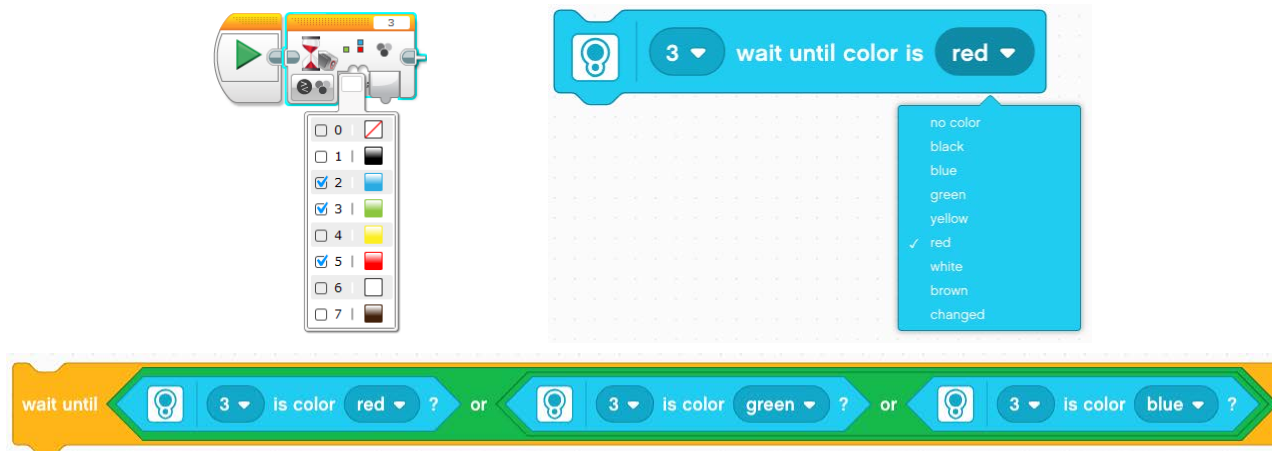 3
0
1
2
3
4
5
6
7
3 wait until color is red
no color
black
blue
green
yellow
red
white
brown
changed
wait until 3 is color red ? or 3 is color green ? or 3 is color blue ?